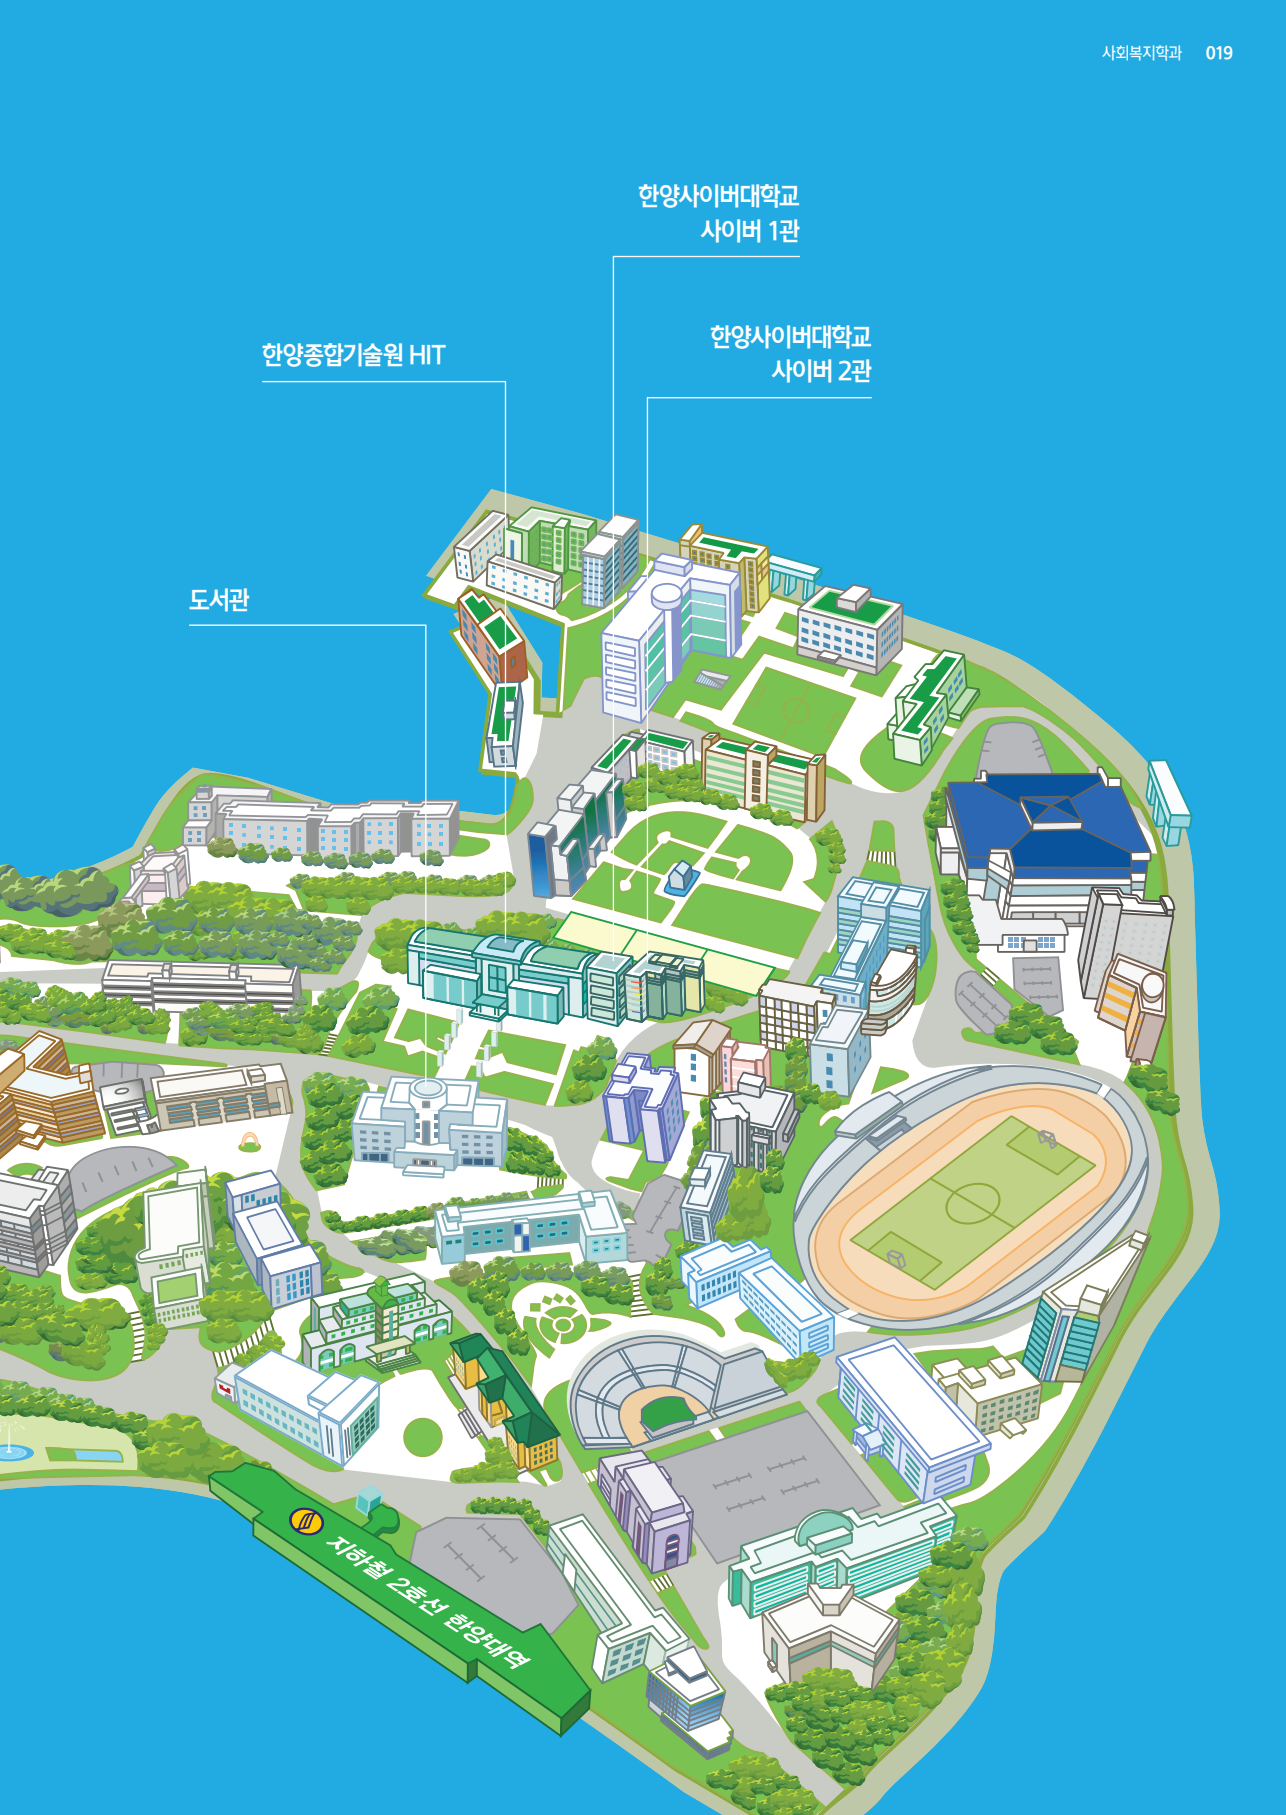 사회복지학과 019
한양사이버대학교
사이버 1관
한양사이버대학교
사이버 2관
한양종합기술원 HIT
도서관
지하철 2호선 한양대역